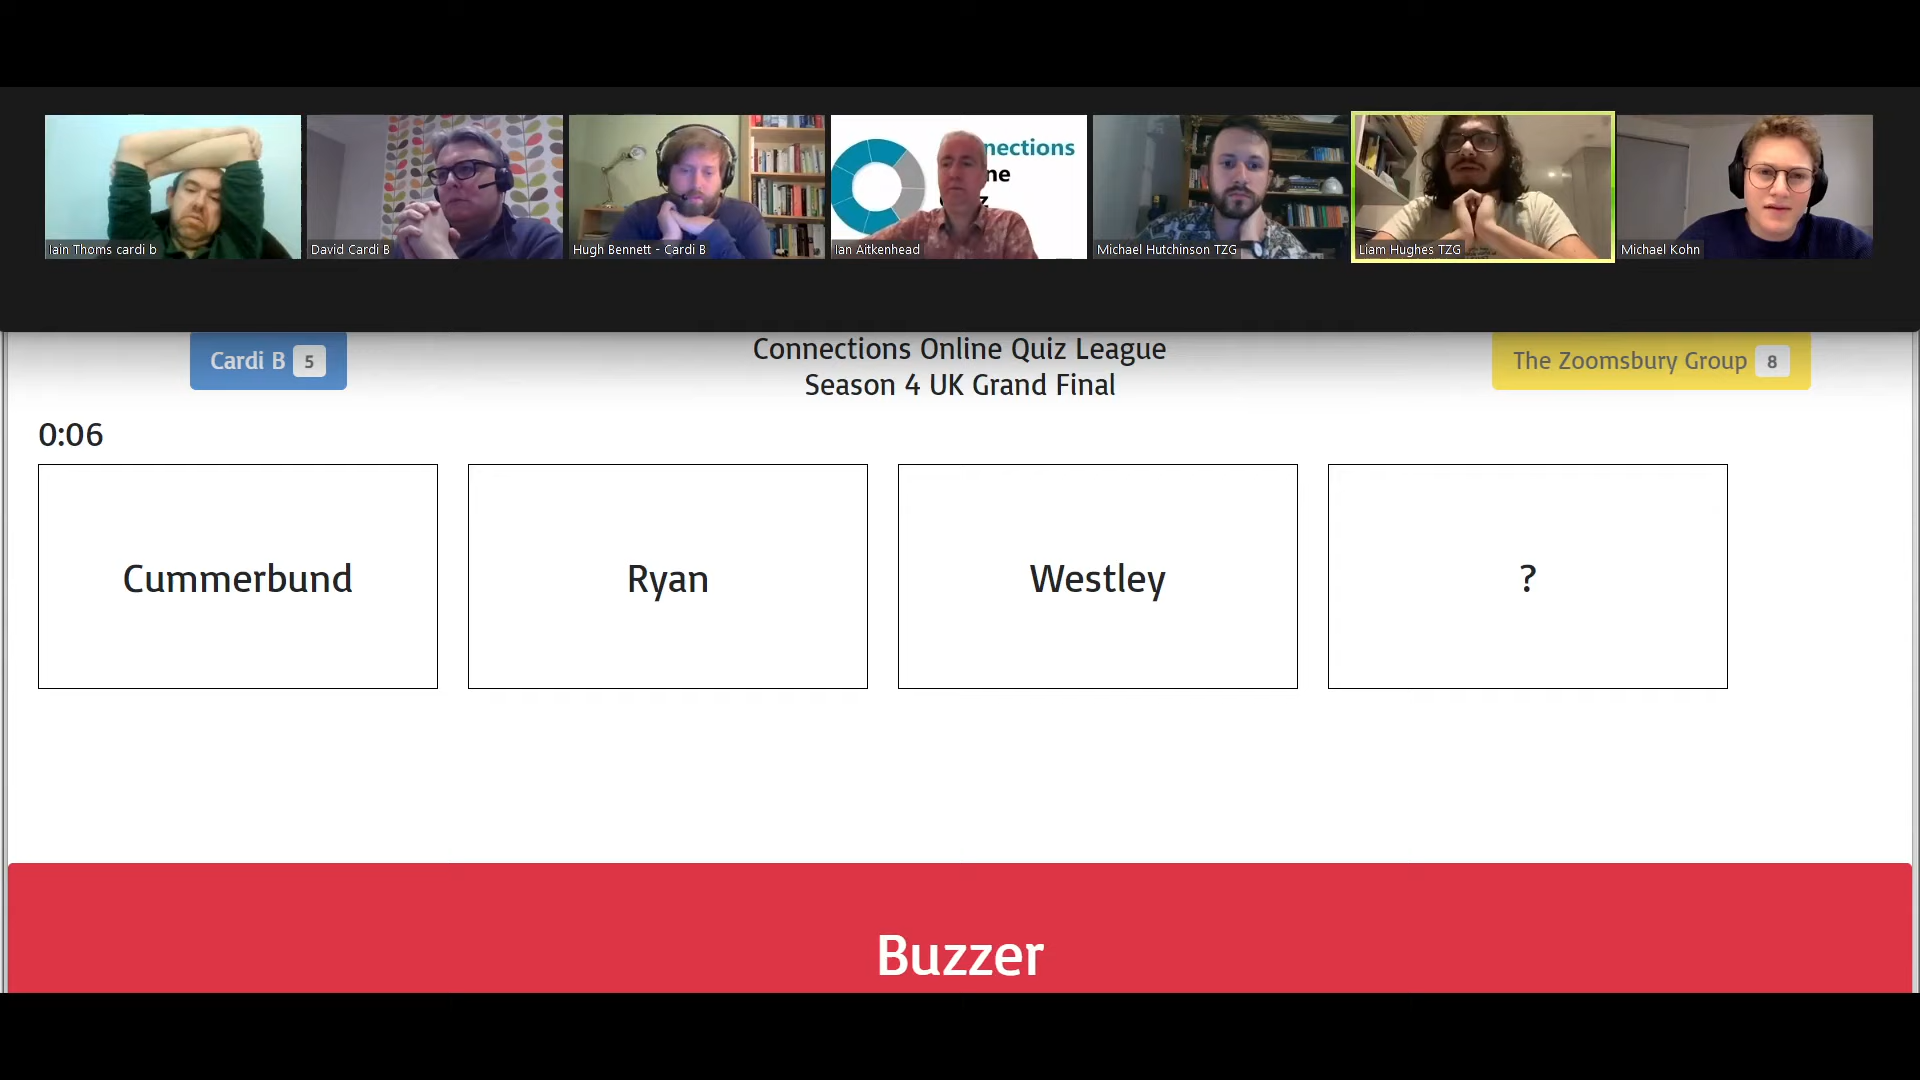 nections
ne
z
Iain Thoms cardi b
David Cardi B
Hugh Bennett - Cardi B
Ian Aitkenhead
Michael Hutchinson TZG
Liam Hughes TZG
Michael Kohn
Cardi B 5
Connections Online Quiz League
Season 4 UK Grand Final
The Zoomsbury Group 8
0:06
Cummerbund
Ryan
Westley
?
Buzzer